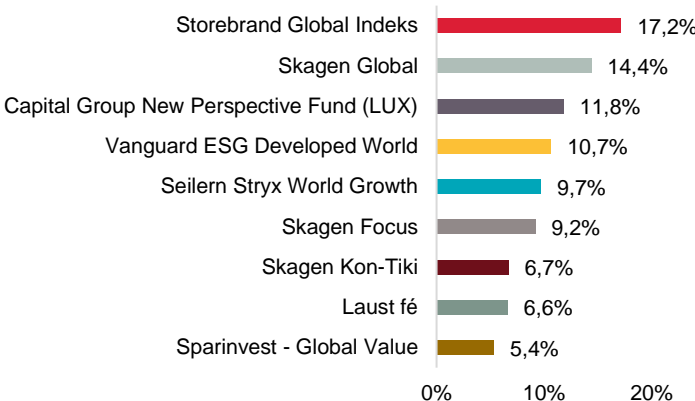 Storebrand Global Indeks 17,2%
Skagen Global 14,4%
Capital Group New Perspective Fund (LUX) 11,8%
Vanguard ESG Developed World 10,7%
Seilern Stryx World Growth 9,7%
Skagen Focus 9,2%
Skagen Kon-Tiki 6,7%
Laust fé 6,6%
Sparinvest - Global Value 5,4%
0% 10% 20%